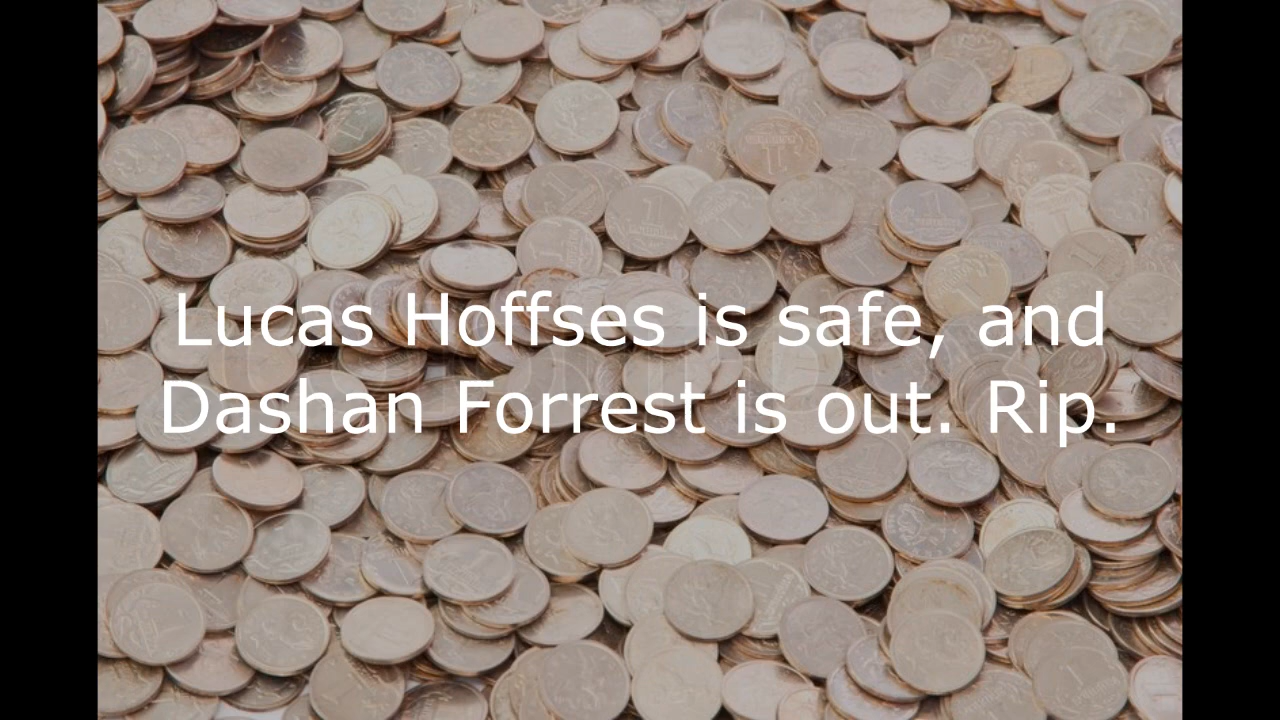 Lucas Hoffses is safe, and
Dashan Forrest is out. Rip.